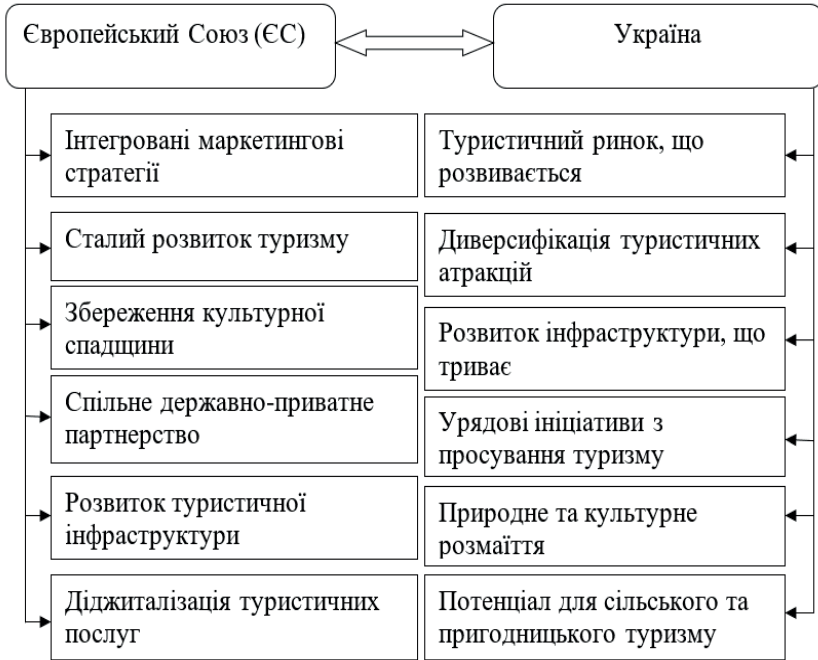 Європейський Союз (ЄС)
Україна
Інтегровані маркетингові
стратегії
Сталий розвиток туризму
Збереження культурної
спадщини
Спільне державно-приватне
партнерство
Розвиток туристичної
інфраструктури
Діджиталізація туристичних
послуг
Туристичний ринок, що
розвивається
Диверсифікація туристичних
атракцій
Розвиток інфраструктури, що
триває
Урядові ініціативи з
просування туризму
Природне та культурне
розмаїття
Потенціал для сільського та
пригодницького туризму